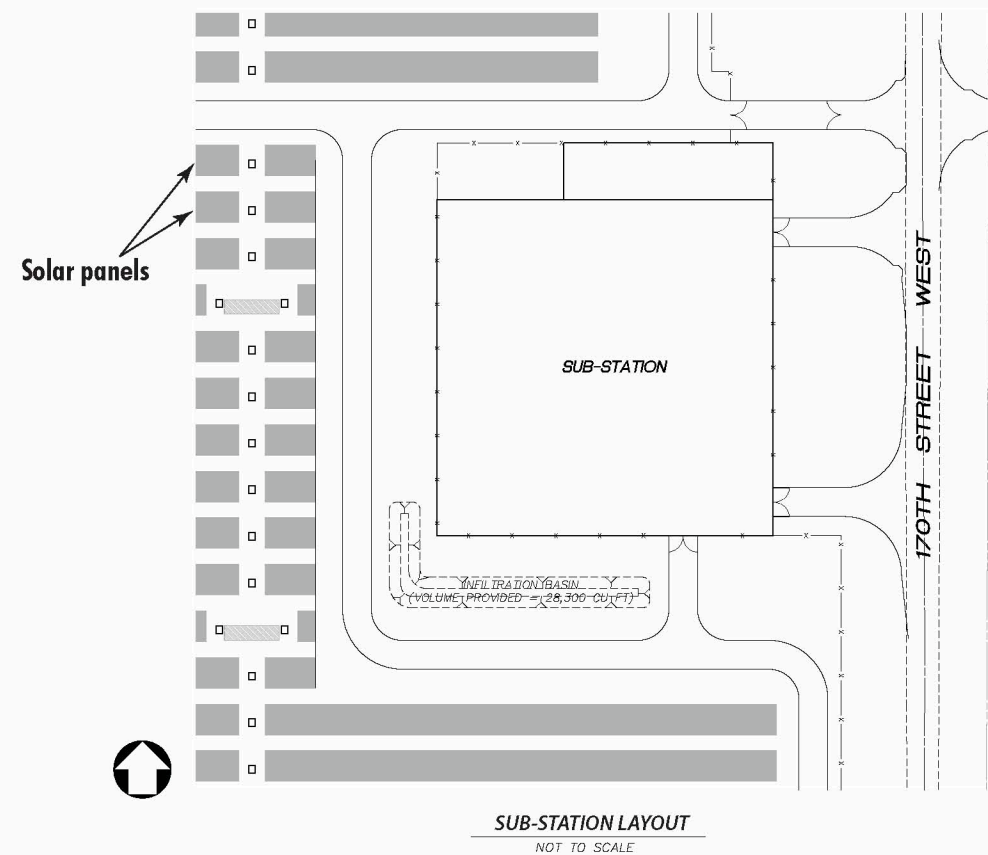 Solar panels
SUB-STATION
170TH STREET WEST
INFILTRATION BASIN
(VOLUME PROVIDED = 28,300 CU FT)
SUB-STATION LAYOUT
NOT TO SCALE